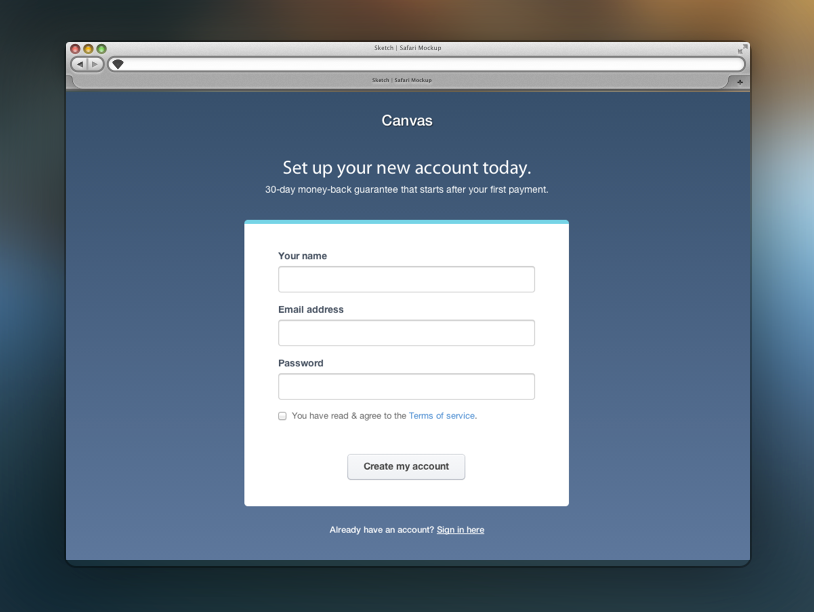 Sketch | Safari Mockup
Sketch | Safari Mockup
Canvas
Set up your new account today.
30-day money-back guarantee that starts after your first payment.
Your name
Email address
Password
You have read & agree to the Terms of service.
Create my account
Already have an account? Sign in here